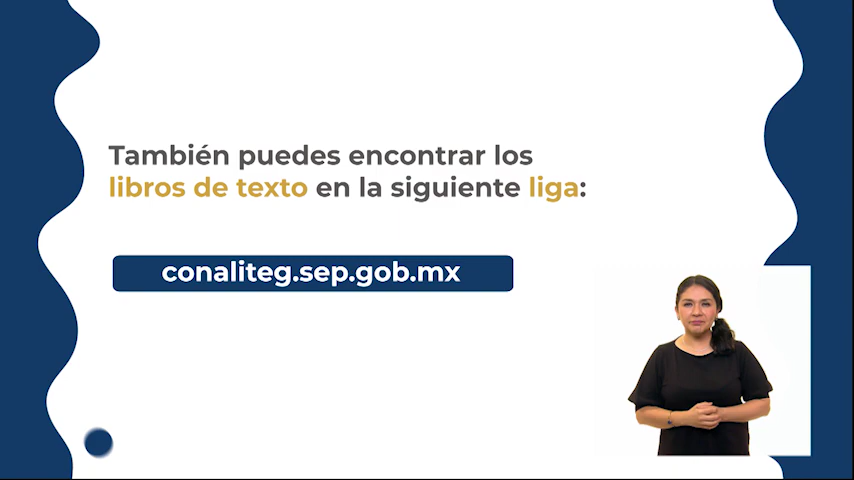 También puedes encontrar los
libros de texto en la siguiente liga:
conaliteg.sep.gob.mx